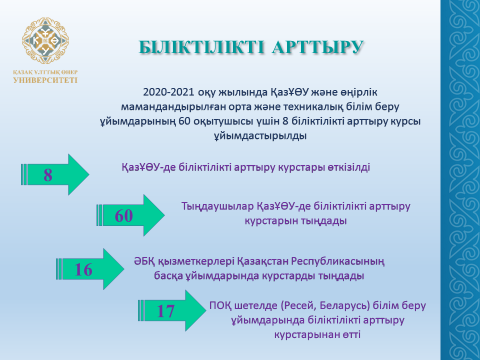 ҚАЗАҚ ҰЛТТЫҚ ӨНЕР
УНИВЕРСИТЕТІ
БІЛІКТІЛІКТІ АРТТЫРУ
2020-2021 оқу жылында ҚазҰӨУ және өңірлік
мамандандырылған орта және техникалық білім беру
ұйымдарының 60 оқытушысы үшін 8 біліктілікті арттыру курсы
ұйымдастырылды
8
ҚазҰӨУ-де біліктілікті арттыру курстары өткізілді
60
Тыңдаушылар ҚазҰӨУ-де біліктілікті арттыру
курстарын тыңдады
16
ӘБҚ қызметкерлері Қазақстан Республикасының
басқа ұйымдарында курстарды тыңдады
17
ПОҚ шетелде (Ресей, Беларусь) білім беру
ұйымдарында біліктілікті арттыру
курстарынан өтті